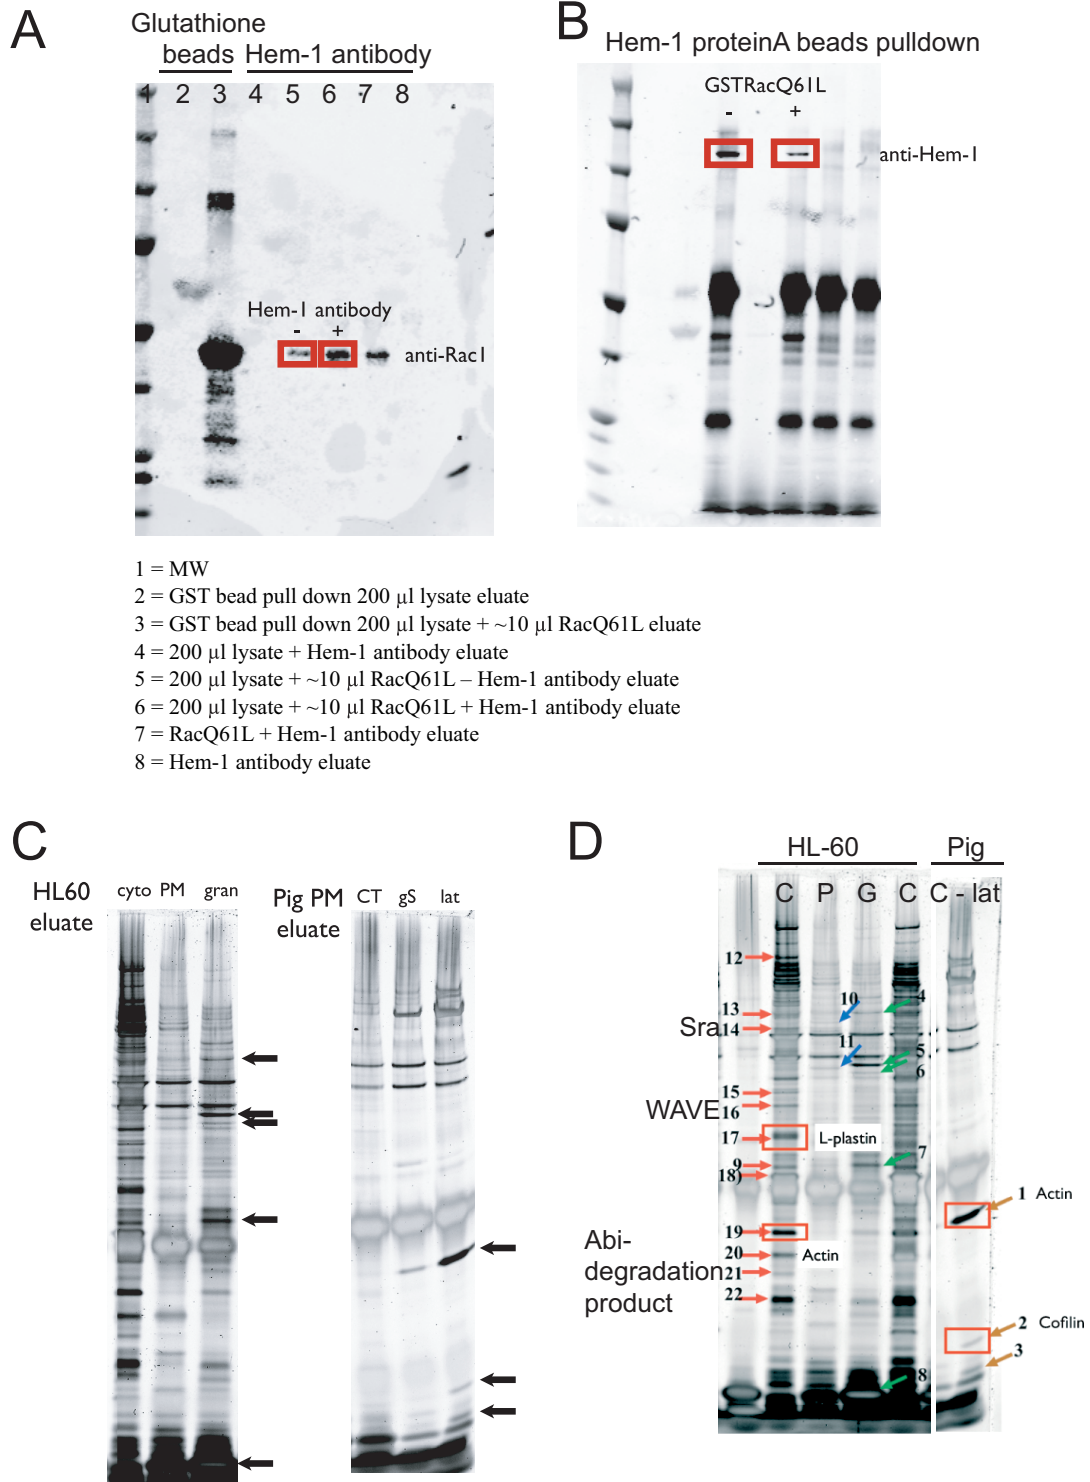 A
Glutathione
beads Hem-1 antibody
1 2 3 4 5 6 7 8
Hem-1 antibody
- +
anti-Rac1
B
Hem-1 proteinA beads pulldown
GSTRacQ61L
- +
anti-Hem-1
1 = MW
2 = GST bead pull down 200 µl lysate eluate
3 = GST bead pull down 200 µl lysate + ~10 µl RacQ61L eluate
4 = 200 µl lysate + Hem-1 antibody eluate
5 = 200 µl lysate + ~10 µl RacQ61L – Hem-1 antibody eluate
6 = 200 µl lysate + ~10 µl RacQ61L + Hem-1 antibody eluate
7 = RacQ61L + Hem-1 antibody eluate
8 = Hem-1 antibody eluate
C
HL60
eluate
cyto PM gran
Pig PM
eluate
CT gS lat
D
HL-60 Pig
C P G C C - lat
12
10 4
13
Sra 14
11 5
6
15
WAVE 16
17 L-plastin
7
9
18)
1 Actin
19
Abi-
degradation
product
20 Actin
21
22
2 Cofilin
3
8